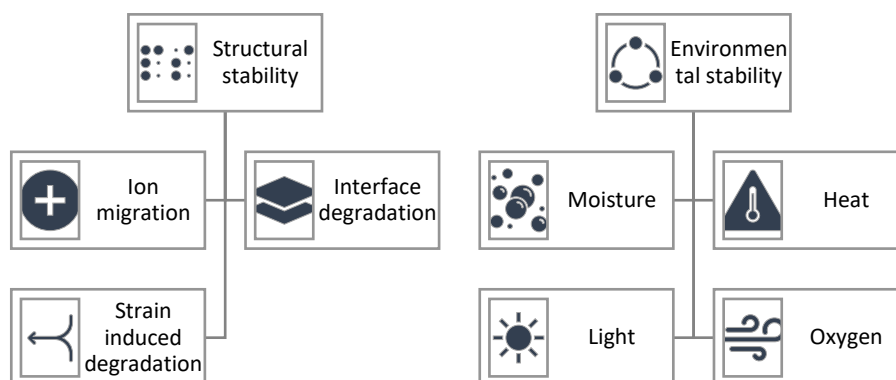 Structural
stability
Environmen
tal stability
Ion
migration
Interface
degradation
Moisture
Heat
Strain
induced
degradation
Light
Oxygen